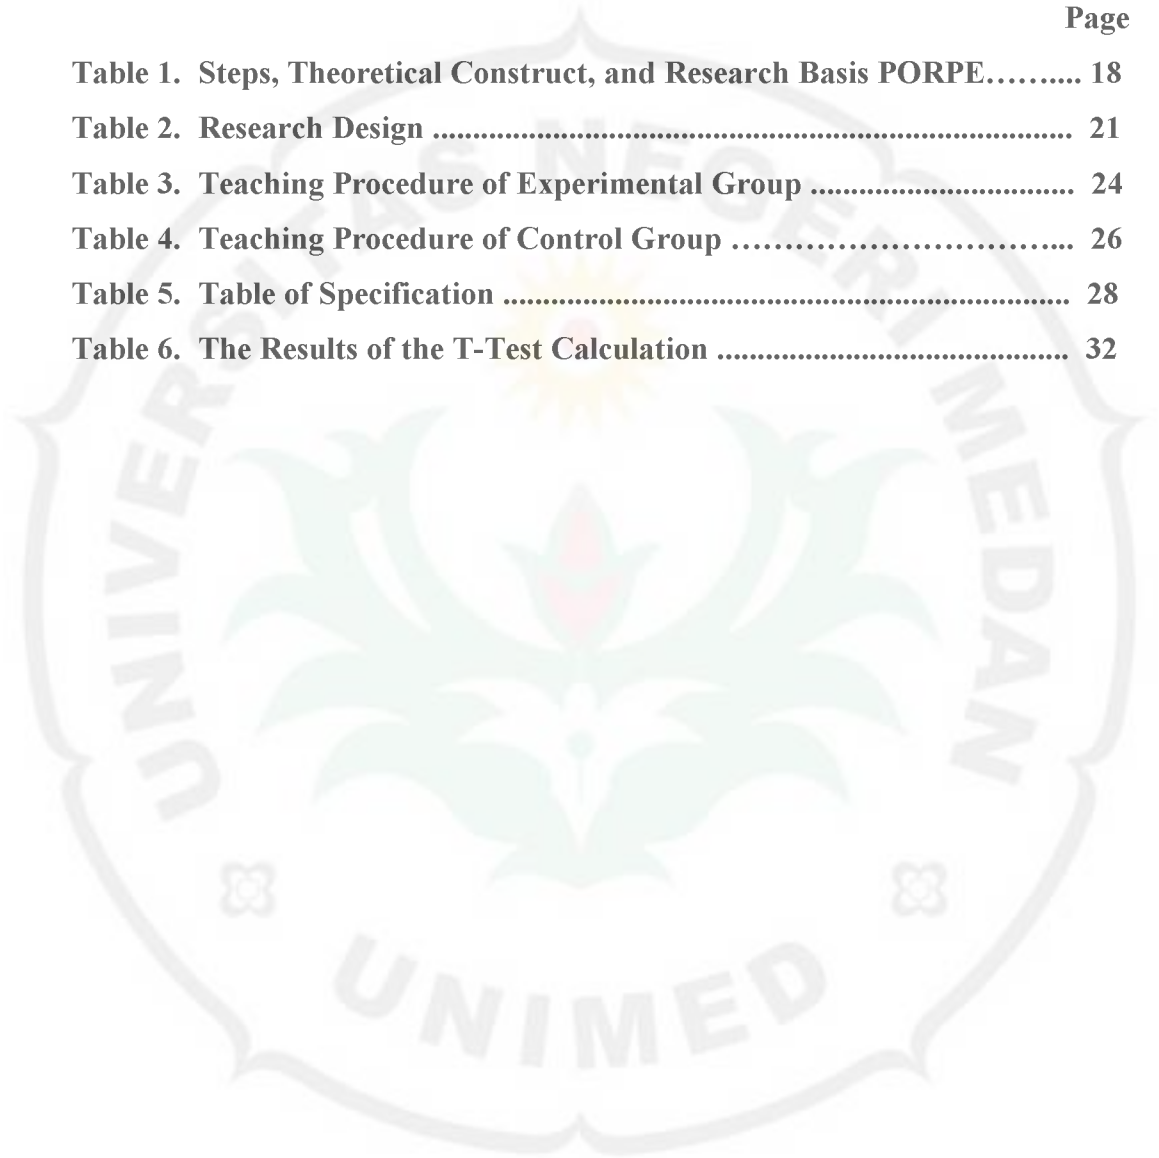 Page
Table 1. Steps, Theoretical Construct, and Research Basis PORPE......... 18
Table 2. Research Design ................................................................................ 21
Table 3. Teaching Procedure of Experimental Group ................................. 24
Table 4. Teaching Procedure of Control Group ................................. 26
Table 5. Table of Specification ....................................................................... 28
Table 6. The Results of the T-Test Calculation ............................................ 32
UNIVERSITAS NEGERI MEDAN
UNIMED